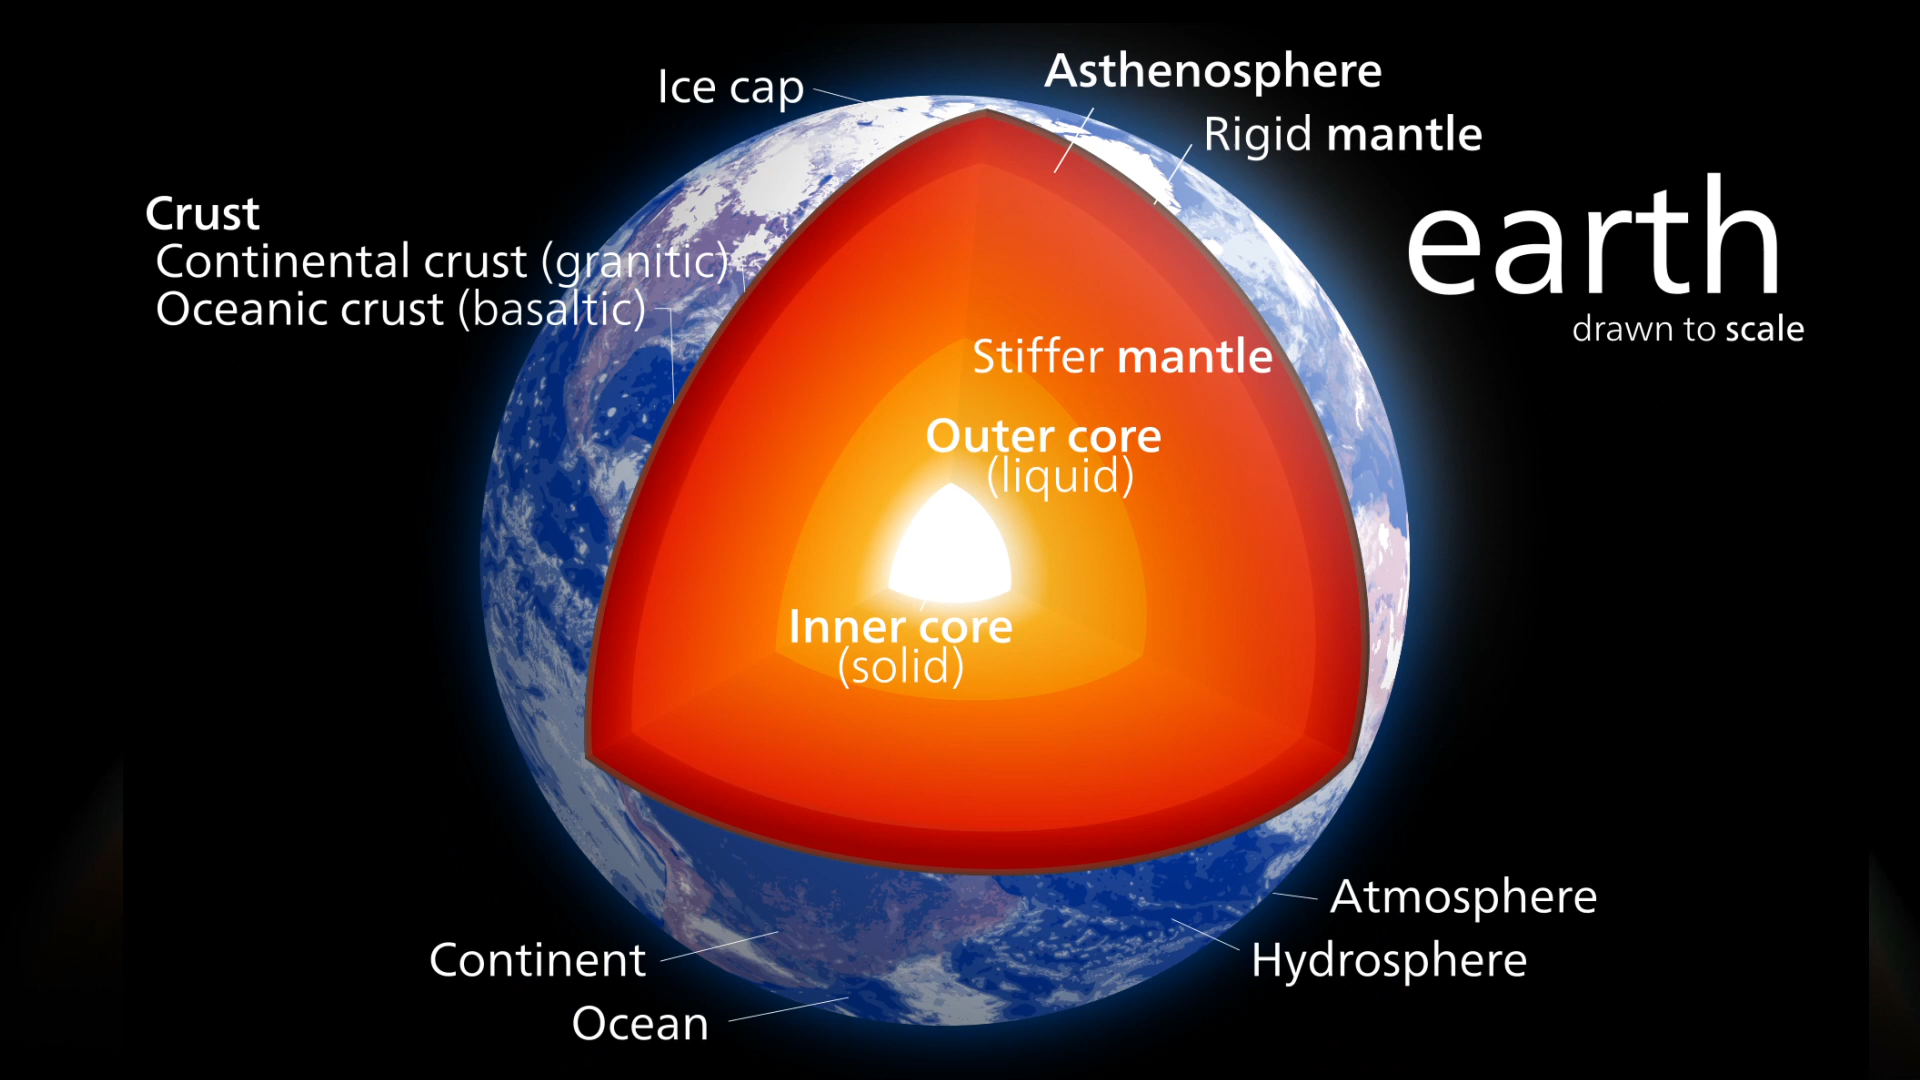 Ice cap
Asthenosphere
Rigid mantle
Crust
Continental crust (granitic)
Oceanic crust (basaltic)
earth
drawn to scale
Stiffer mantle
Outer core
(liquid)
Inner core
(solid)
Atmosphere
Continent
Hydrosphere
Ocean